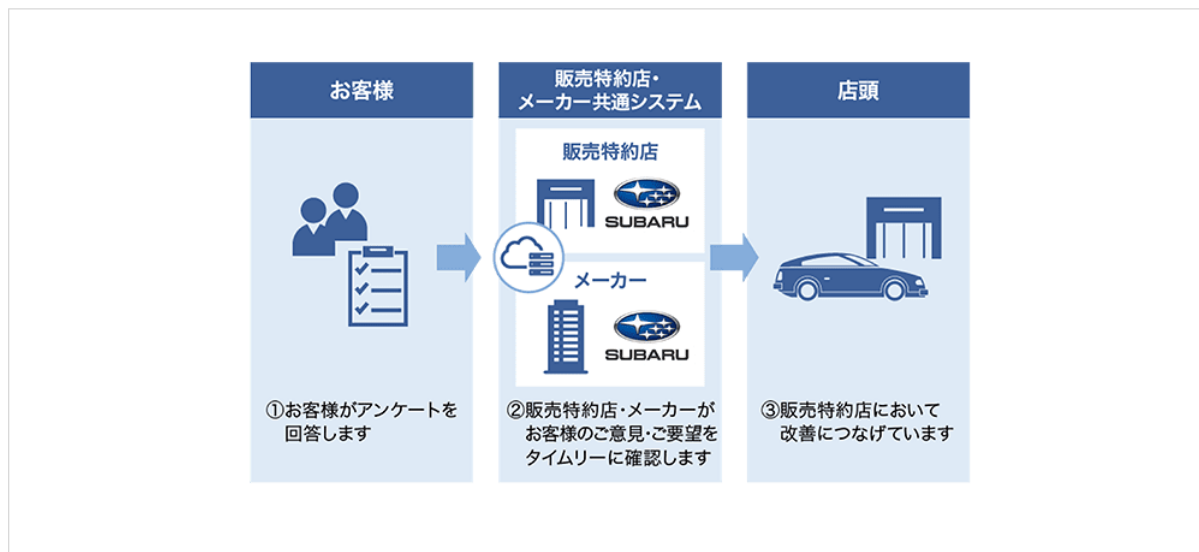 お客様
①お客様がアンケートを
回答します
販売特約店・
メーカー共通システム
販売特約店
SUBARU
メーカー
SUBARU
②販売特約店・メーカーが
お客様のご意見・ご要望を
タイムリーに確認します
店頭
③販売特約店において
改善につなげています